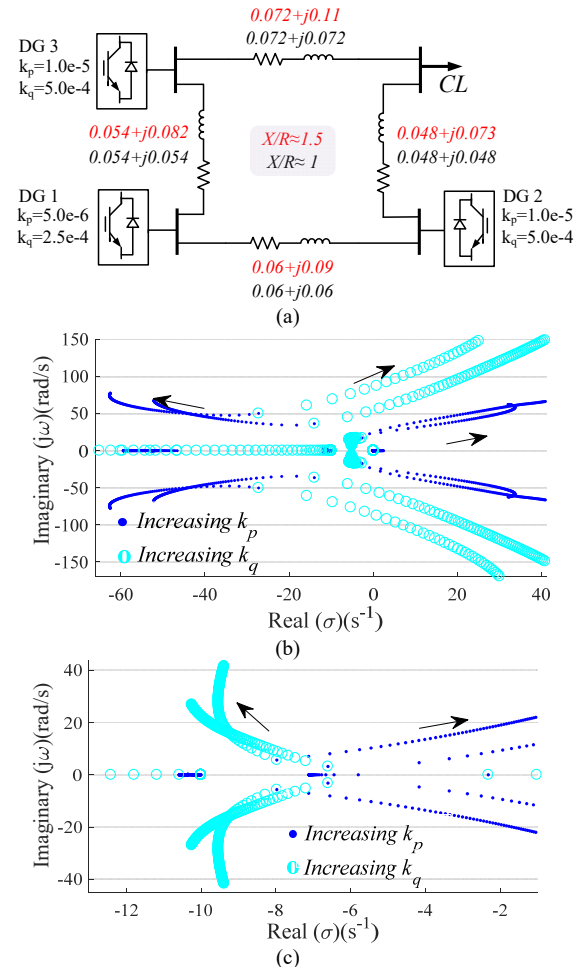 (a)
0.072+j0.11
0.072+j0.072
DG 3
kp=1.0e-5
kq=5.0e-4
CL
0.054+j0.082
0.054+j0.054
X/R≈1.5
X/R≈ 1
0.048+j0.073
0.048+j0.048
DG 1
kp=5.0e-6
kq=2.5e-4
DG 2
kp=1.0e-5
kq=5.0e-4
0.06+j0.09
0.06+j0.06
(a)
150
100
50
0
-50
-100
-150
Imaginary (jω)(rad/s)
Increasing kp
Increasing kq
-60
-40
-20
0
20
40
Real (σ)(s-1)
(b)
40
20
0
-20
-40
Imaginary (jω)(rad/s)
Increasing kp
Increasing kq
-12
-10
-8
-6
-4
-2
Real (σ)(s-1)
(c)